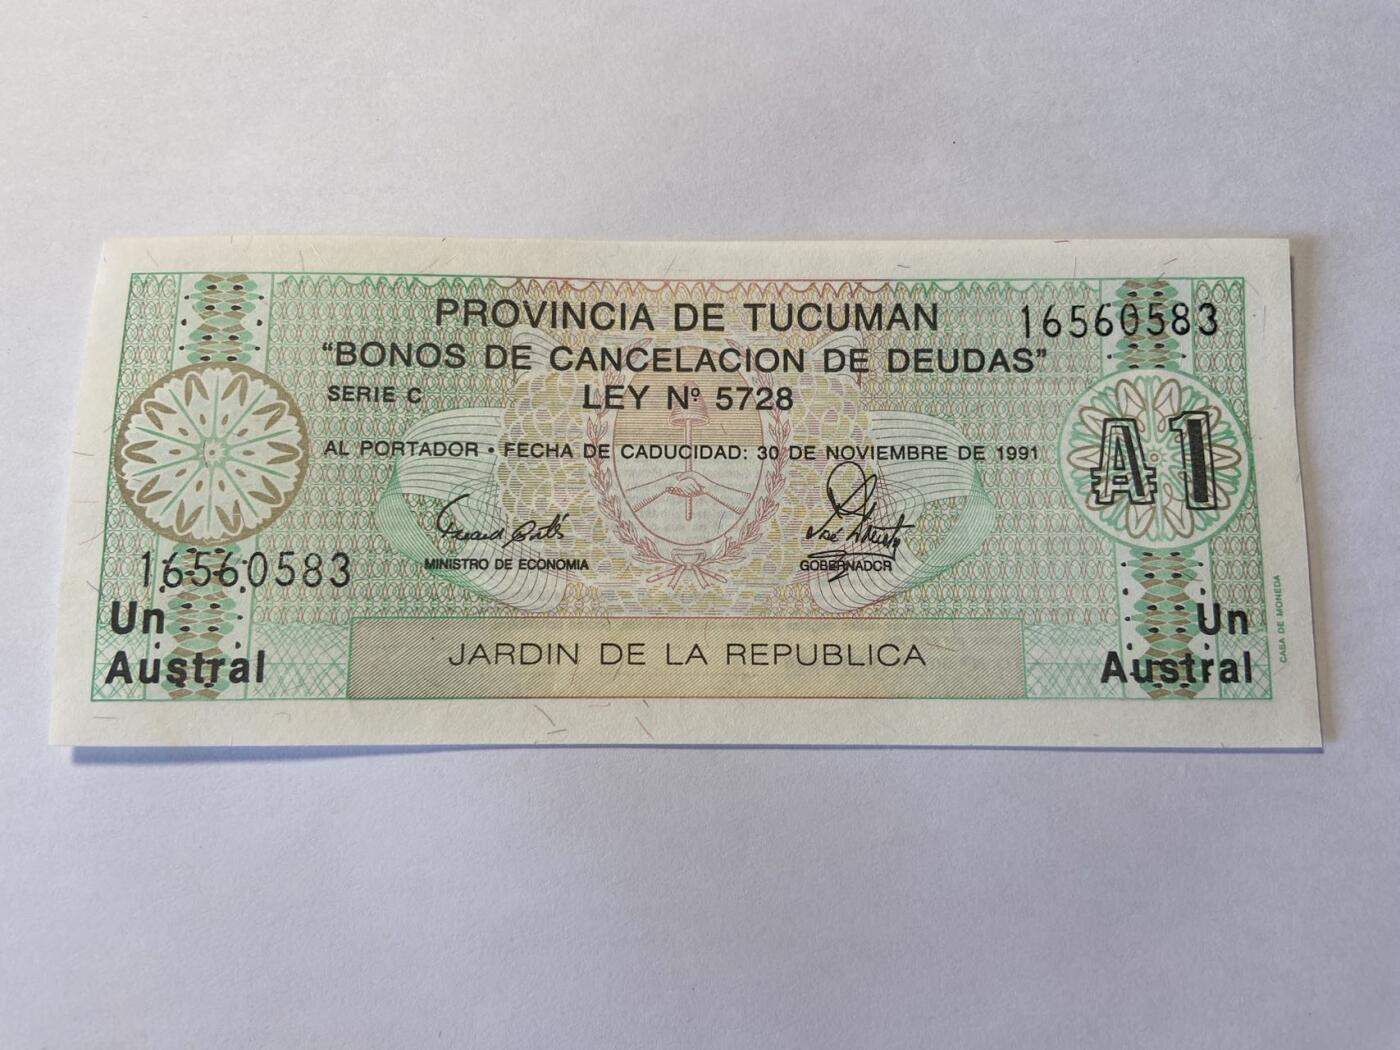 PROVINCIA DE TUCUMAN
16560583
“BONOS DE CANCELACION DE DEUDAS”
SERIE C
LEY Nº 5728
AL PORTADOR • FECHA DE CADUCIDAD: 30 DE NOVIEMBRE DE 1991
₳ 1
MINISTRO DE ECONOMIA
GOBERNADOR
16560583
Un
Austral
JARDIN DE LA REPUBLICA
Un
Austral
CASA DE MONEDA